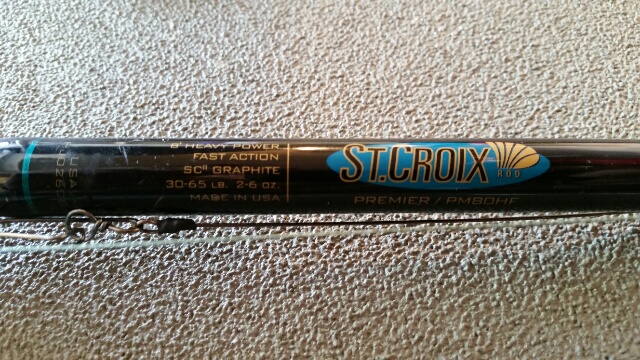 8' HEAVY POWER
FAST ACTION
SCII GRAPHITE
30-65 LB. 2-6 OZ.
MADE IN USA
ST.CROIX
ROD
PREMIER / PM80HF
USA